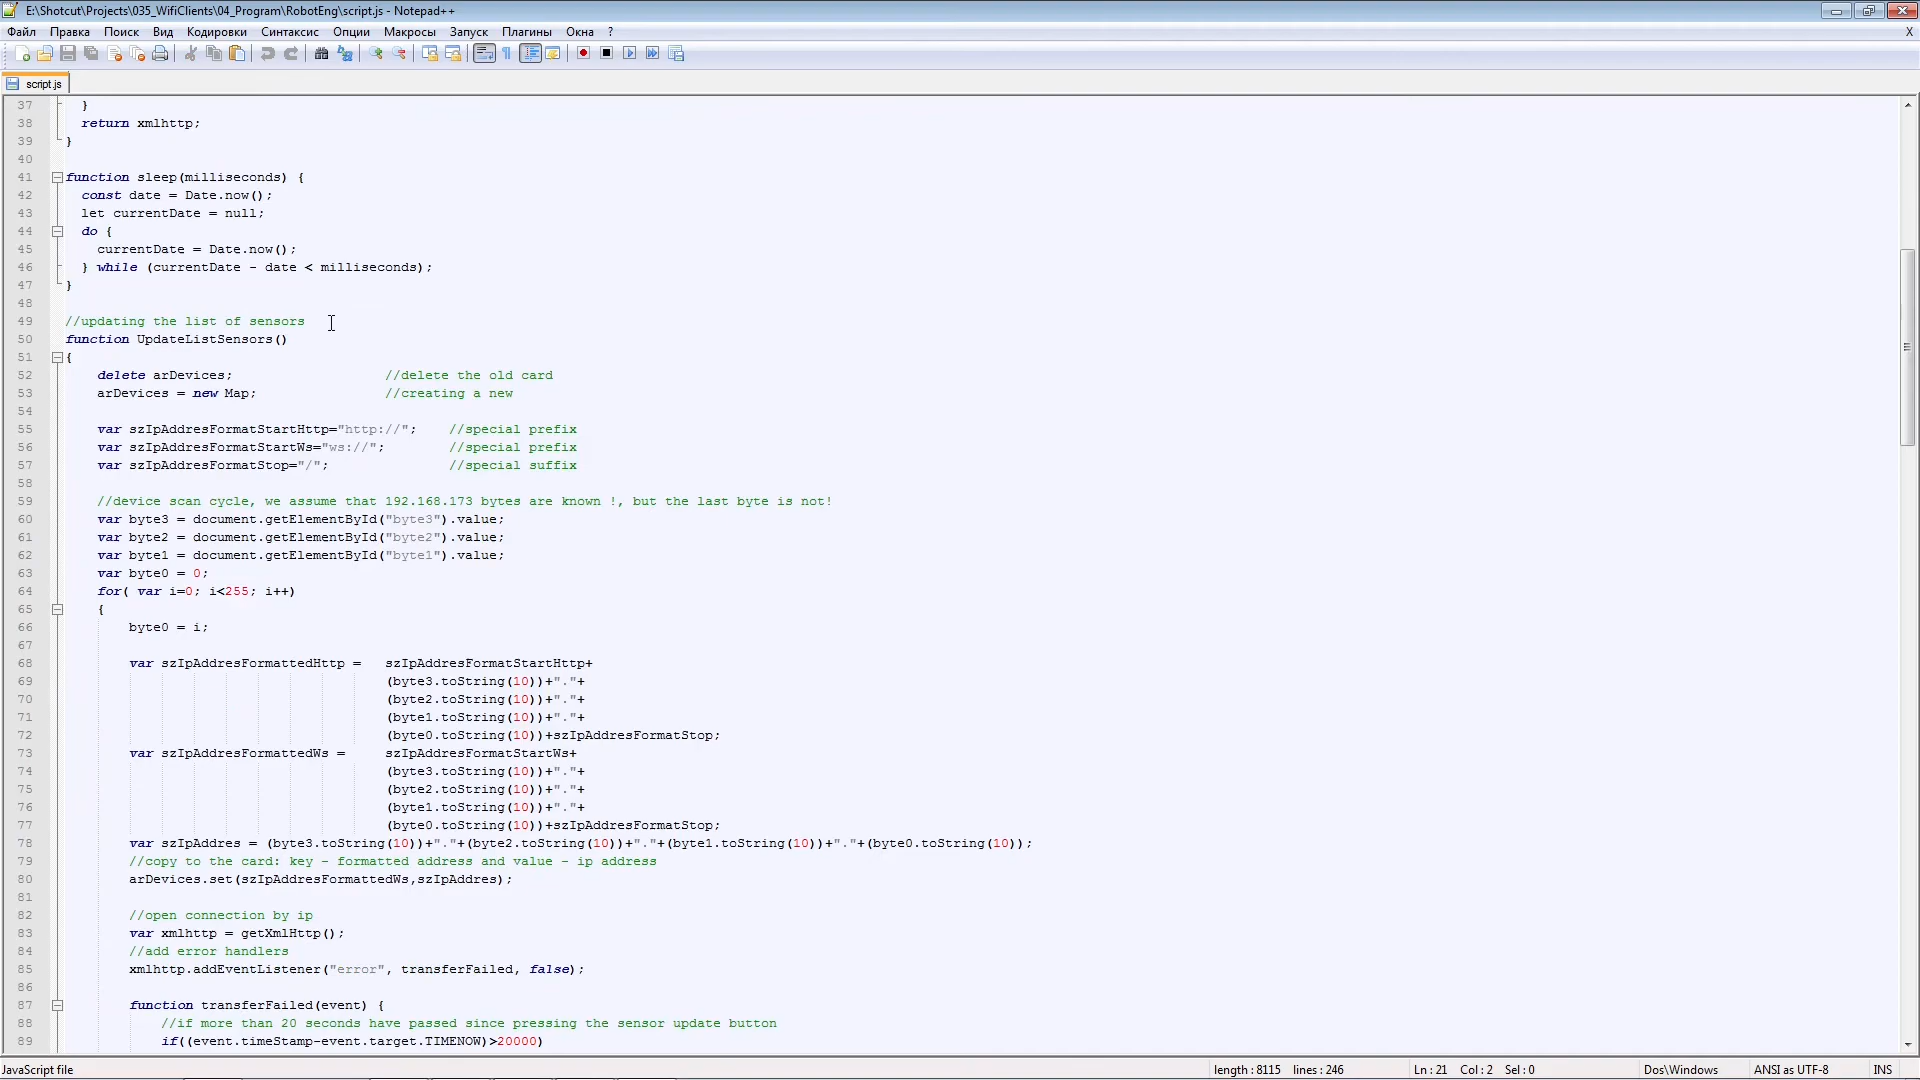 E:\Shotcut\Projects\035_WifiClients\04_Program\RobotEng\script.js - Notepad++
Файл Правка Поиск Вид Кодировки Синтаксис Опции Макросы Запуск Плагины Окна ? X
script.js
37 }
38 return xmlhttp;
39 }
40
41 function sleep(milliseconds) {
42 const date = Date.now();
43 let currentDate = null;
44 do {
45 currentDate = Date.now();
46 } while (currentDate - date < milliseconds);
47 }
48
49 //updating the list of sensors
50 function UpdateListSensors()
51 {
52 delete arDevices; //delete the old card
53 arDevices = new Map; //creating a new
54
55 var szIpAddresFormatStartHttp="http://"; //special prefix
56 var szIpAddresFormatStartWs="ws://"; //special prefix
57 var szIpAddresFormatStop="/"; //special suffix
58
59 //device scan cycle, we assume that 192.168.173 bytes are known !, but the last byte is not!
60 var byte3 = document.getElementById("byte3").value;
61 var byte2 = document.getElementById("byte2").value;
62 var byte1 = document.getElementById("byte1").value;
63 var byte0 = 0;
64 for( var i=0; i<255; i++)
65 {
66 byte0 = i;
67
68 var szIpAddresFormattedHttp = szIpAddresFormatStartHttp+
69 (byte3.toString(10))+"."+
70 (byte2.toString(10))+"."+
71 (byte1.toString(10))+"."+
72 (byte0.toString(10))+szIpAddresFormatStop;
73 var szIpAddresFormattedWs = szIpAddresFormatStartWs+
74 (byte3.toString(10))+"."+
75 (byte2.toString(10))+"."+
76 (byte1.toString(10))+"."+
77 (byte0.toString(10))+szIpAddresFormatStop;
78 var szIpAddres = (byte3.toString(10))+"."+(byte2.toString(10))+"."+(byte1.toString(10))+"."+(byte0.toString(10));
79 //copy to the card: key - formatted address and value - ip address
80 arDevices.set(szIpAddresFormattedWs,szIpAddres);
81
82 //open connection by ip
83 var xmlhttp = getXmlHttp();
84 //add error handlers
85 xmlhttp.addEventListener("error", transferFailed, false);
86
87 function transferFailed(event) {
88 //if more than 20 seconds have passed since pressing the sensor update button
89 if((event.timeStamp-event.target.TIMENOW)>20000)
JavaScript file length : 8115 lines : 246 Ln : 21 Col : 2 Sel : 0 Dos\Windows ANSI as UTF-8 INS